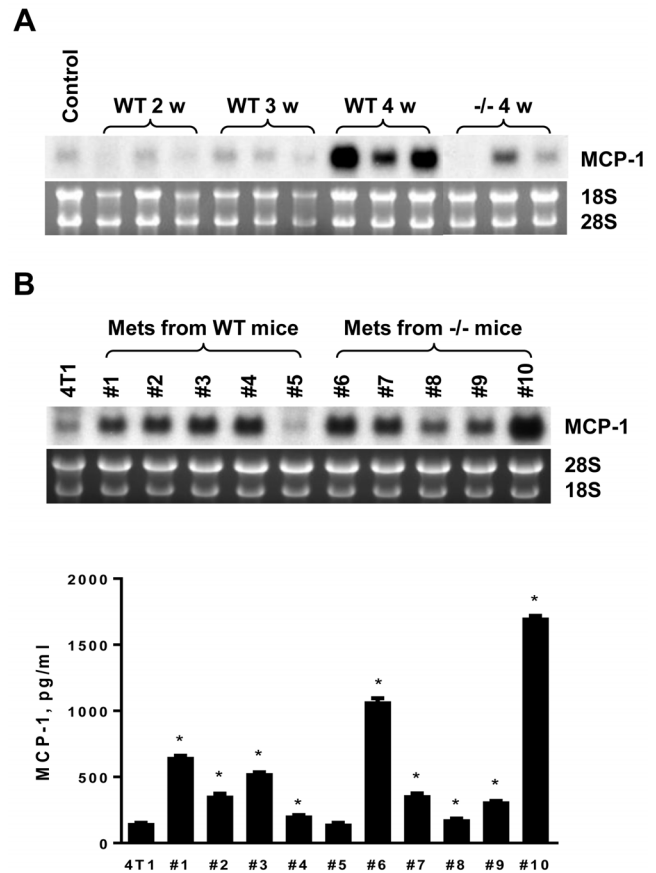 A
Control
WT 2 w
WT 3 w
WT 4 w
-/- 4 w
MCP-1
18S
28S
B
Mets from WT mice
Mets from -/- mice
4T1
#1
#2
#3
#4
#5
#6
#7
#8
#9
#10
MCP-1
28S
18S
MCP-1, pg/ml
2000
1500
1000
500
0
* * * * * * * * *
4T1 #1 #2 #3 #4 #5 #6 #7 #8 #9 #10